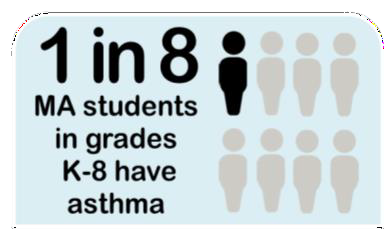 1 in 8
MA students
in grades
K-8 have
asthma